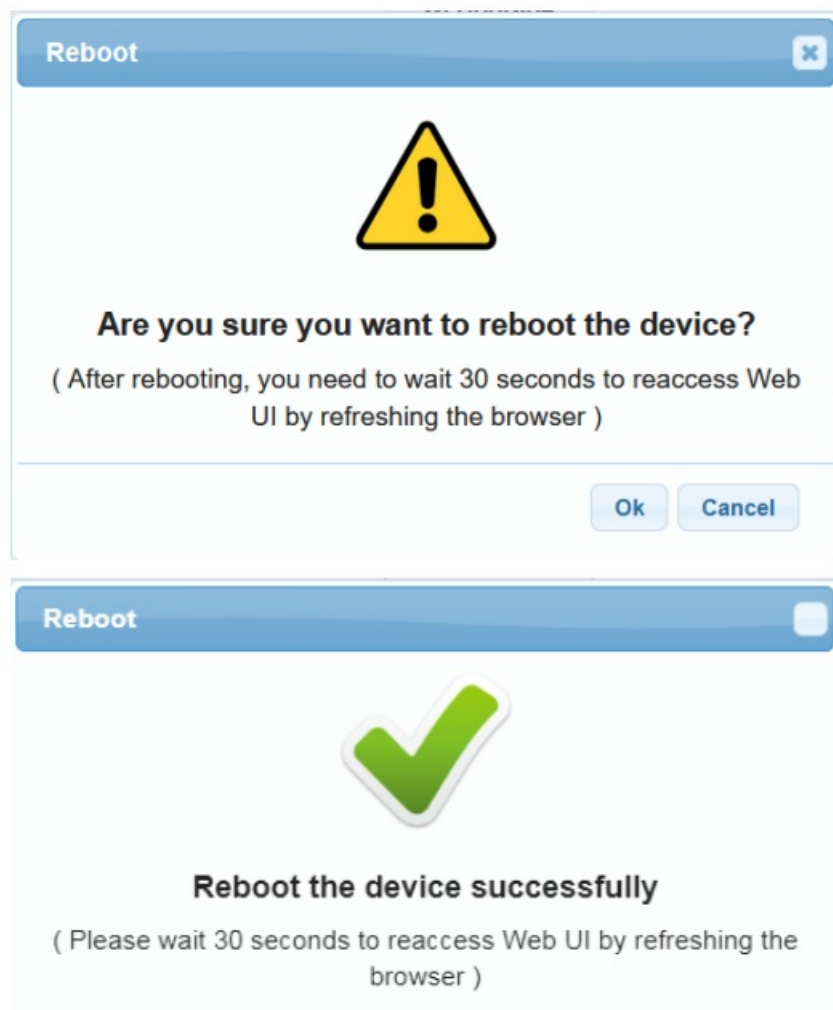 Reboot
Are you sure you want to reboot the device?
( After rebooting, you need to wait 30 seconds to reaccess Web
UI by refreshing the browser )
Ok Cancel
Reboot
Reboot the device successfully
( Please wait 30 seconds to reaccess Web UI by refreshing the
browser )